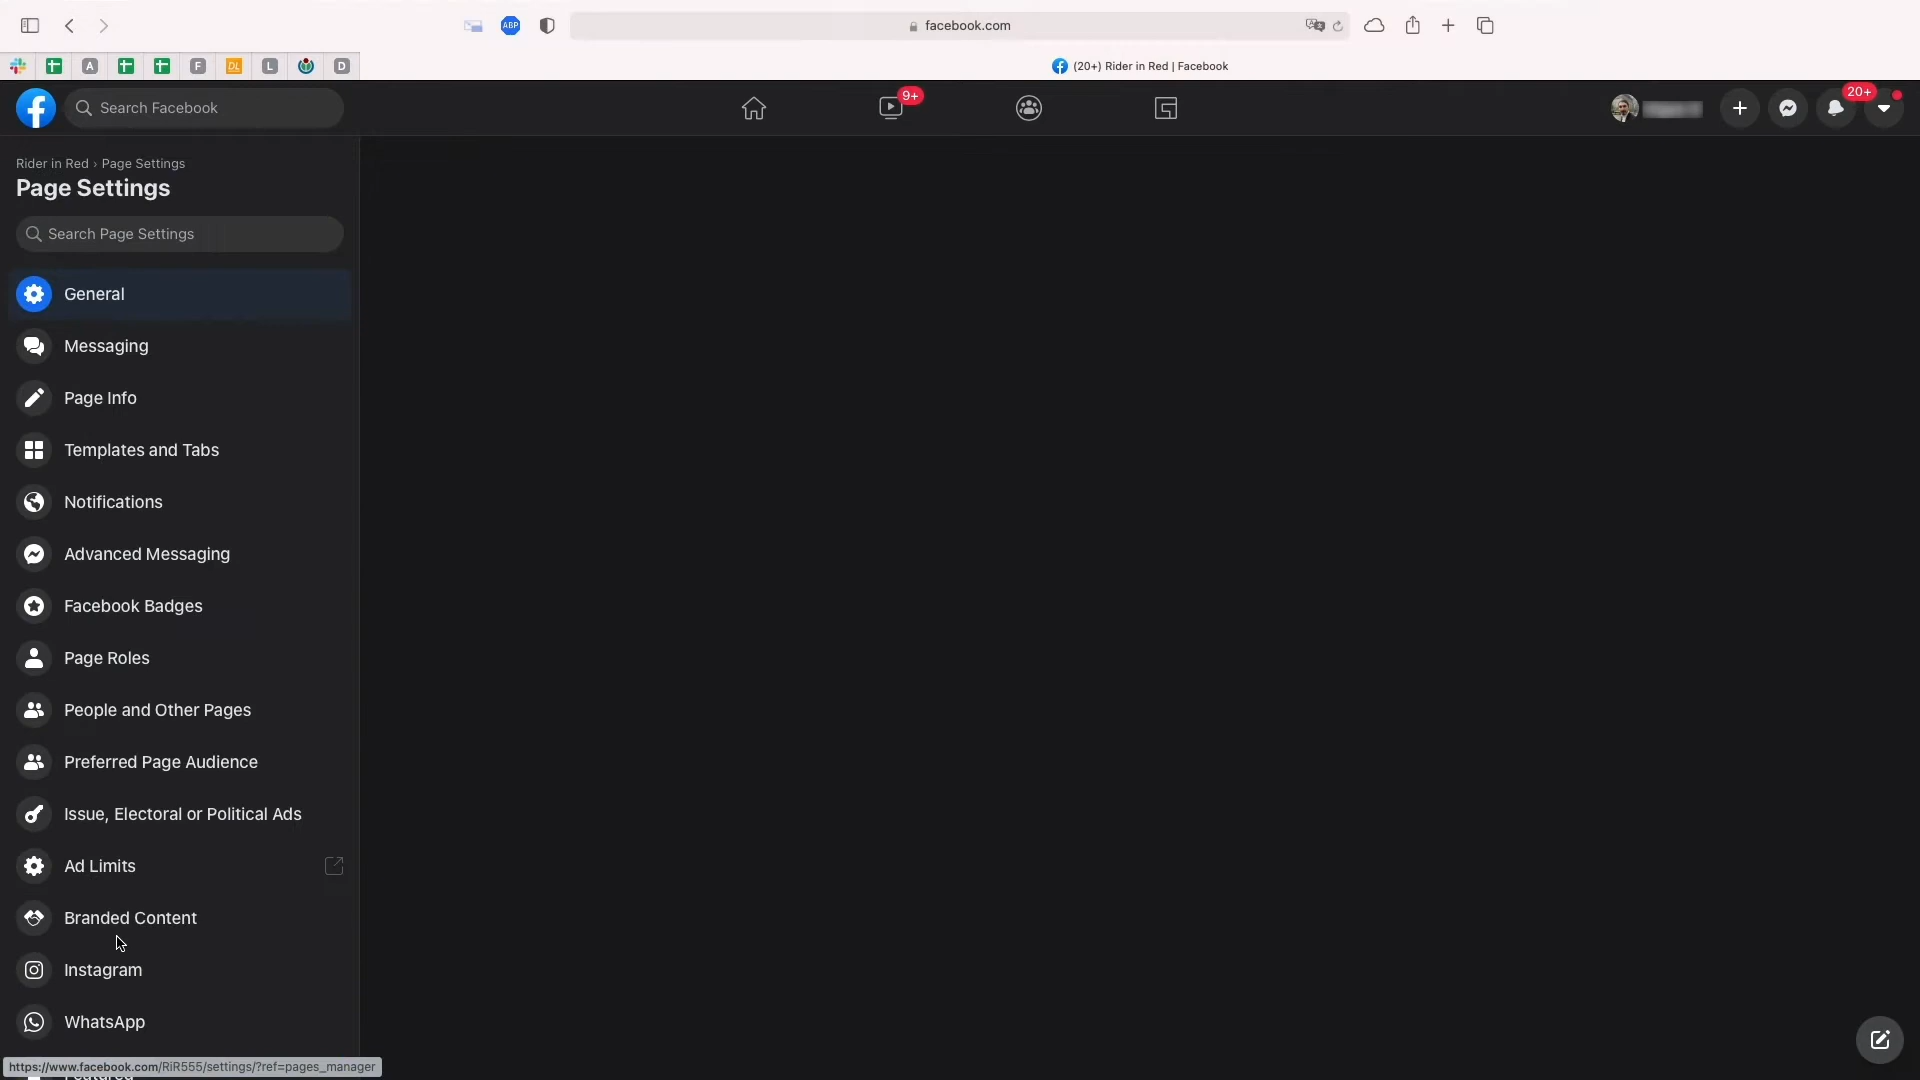 facebook.com
A
F
DL
L
D
(20+) Rider in Red | Facebook
ABP
Search Facebook
9+
20+
Rider in Red › Page Settings
Page Settings
Search Page Settings
General
Messaging
Page Info
Templates and Tabs
Notifications
Advanced Messaging
Facebook Badges
Page Roles
People and Other Pages
Preferred Page Audience
Issue, Electoral or Political Ads
Ad Limits
Branded Content
Instagram
WhatsApp
https://www.facebook.com/RiR555/settings/?ref=pages_manager
Featured